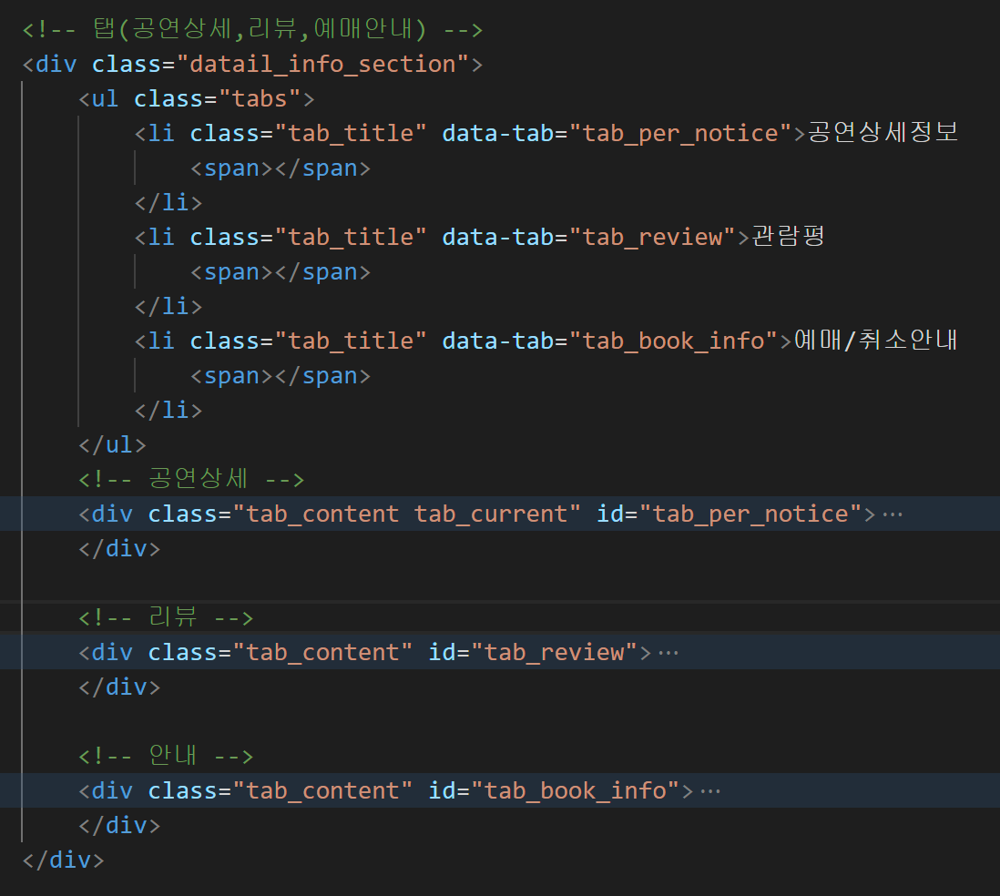 <!-- 탭(공연상세,리뷰,예매안내) -->
<div class="datail_info_section">
<ul class="tabs">
<li class="tab_title" data-tab="tab_per_notice">공연상세정보
<span></span>
</li>
<li class="tab_title" data-tab="tab_review">관람평
<span></span>
</li>
<li class="tab_title" data-tab="tab_book_info">예매/취소안내
<span></span>
</li>
</ul>
<!-- 공연상세 -->
<div class="tab_content tab_current" id="tab_per_notice">···
</div>
<!-- 리뷰 -->
<div class="tab_content" id="tab_review">···
</div>
<!-- 안내 -->
<div class="tab_content" id="tab_book_info">···
</div>
</div>